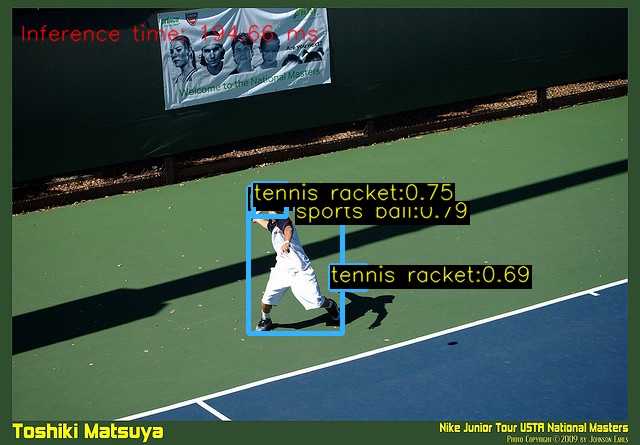 Inference time: 194.66 ms
Welcome to the National Masters
tennis racket:0.75
sports ball:0.79
tennis racket:0.69
Toshiki Matsuya
Nike Junior Tour USTA National Masters
Photo Copyright © 2009 by Johnson Earls